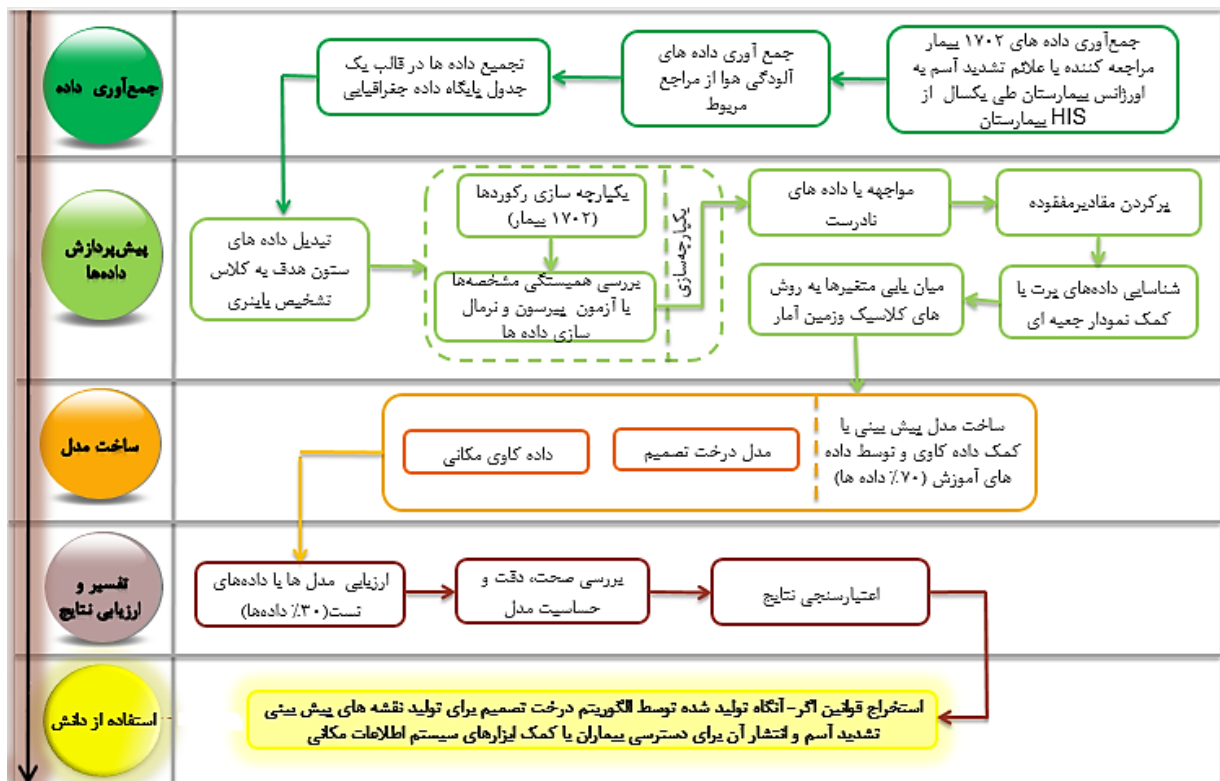 جمع‌آوری داده
جمع‌آوری داده های ۱۷۰۲ بیمار
مراجعه کننده با علائم تشدید آسم به
اورژانس بیمارستان طی یکسال از
HIS بیمارستان
جمع آوری داده های
آلودگی هوا از مراجع
مربوط
تجمیع داده ها در قالب یک
جدول پایگاه داده جغرافیایی
پیش‌پردازش
داده‌ها
تبدیل داده های
ستون هدف به کلاس
تشخیص باینری
یکپارچه سازی رکوردها
(۱۷۰۲ بیمار)
بررسی همبستگی مشخصه‌ها
با آزمون پیرسون و نرمال
سازی داده ها
یکپارچه‌سازی
مواجهه با داده های
نادرست
پرکردن مقادیرمفقوده
شناسایی داده‌های پرت با
کمک نمودار جعبه ای
میان یابی متغیرها به روش
های کلاسیک وزمین آمار
ساخت مدل
ساخت مدل پیش بینی با
کمک داده کاوی و توسط داده
های آموزش (۷۰٪ داده ها)
مدل درخت تصمیم
داده کاوی مکانی
تفسیر و
ارزیابی نتایج
ارزیابی مدل ها با داده‌های
تست(۳۰٪ داده‌ها)
بررسی صحت، دقت و
حساسیت مدل
اعتبارسنجی نتایج
استفاده از دانش
استخراج قوانین اگر- آنگاه تولید شده توسط الگوریتم درخت تصمیم برای تولید نقشه های پیش بینی
تشدید آسم و انتشار آن برای دسترسی بیماران با کمک ابزارهای سیستم اطلاعات مکانی